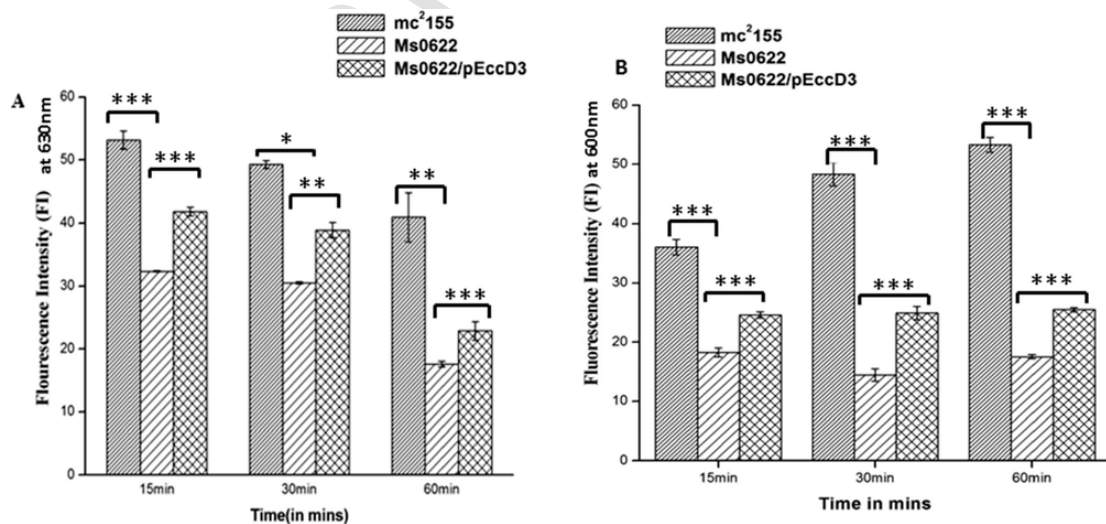 mc²155
Ms0622
Ms0622/pEccD3
A
Flourescence Intensity (FI) at 630nm
60
50
40
30
20
10
0
***
***
*
**
**
***
15min
30min
60min
Time(in mins)
mc²155
Ms0622
Ms0622/pEccD3
B
Fluorescence Intensity (FI) at 600nm
60
50
40
30
20
10
0
***
***
***
***
***
***
15min
30min
60min
Time in mins